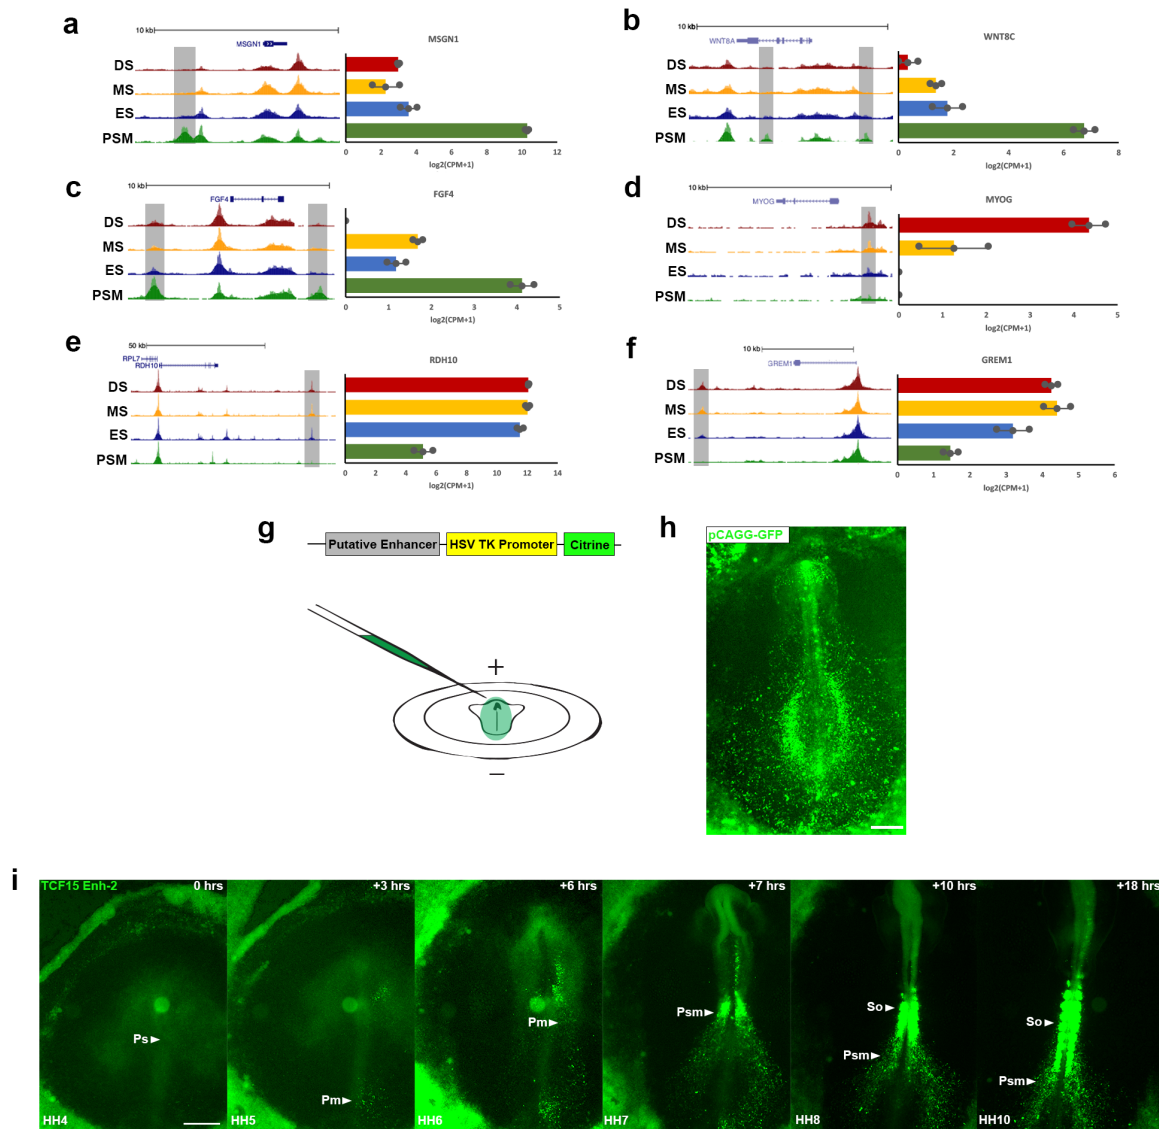 a
10 kb
MSGN1
DS
MS
ES
PSM
MSGN1
0 2 4 6 8 10 12
log2(CPM+1)
b
10 kb
WNT8A
DS
MS
ES
PSM
WNT8C
0 2 4 6 8
log2(CPM+1)
c
10 kb
FGF4
DS
MS
ES
PSM
FGF4
0 1 2 3 4 5
log2(CPM+1)
d
10 kb
MYOG
DS
MS
ES
PSM
MYOG
0 1 2 3 4 5
log2(CPM+1)
e
50 kb
RPL7
RDH10
DS
MS
ES
PSM
RDH10
0 2 4 6 8 10 12 14
log2(CPM+1)
f
10 kb
GREM1
DS
MS
ES
PSM
GREM1
0 1 2 3 4 5 6
log2(CPM+1)
g
Putative Enhancer HSV TK Promoter Citrine
+
−
h
pCAGG-GFP
i
TCF15 Enh-2 0 hrs
Ps
HH4
+3 hrs
Pm
HH5
+6 hrs
Pm
HH6
+7 hrs
Psm
HH7
+10 hrs
So
Psm
HH8
+18 hrs
So
Psm
HH10